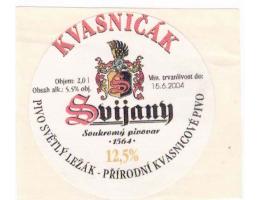 KVASNIČÁK
Objem: 2,0 l
Obsah alk.: 5,5% obj.
Min. trvanlivost do:
15.6.2004
Svijany
Soukromý pivovar
·1564·
12,5%
PIVO SVĚTLÝ LEŽÁK - PŘÍRODNÍ KVASNICOVÉ PIVO